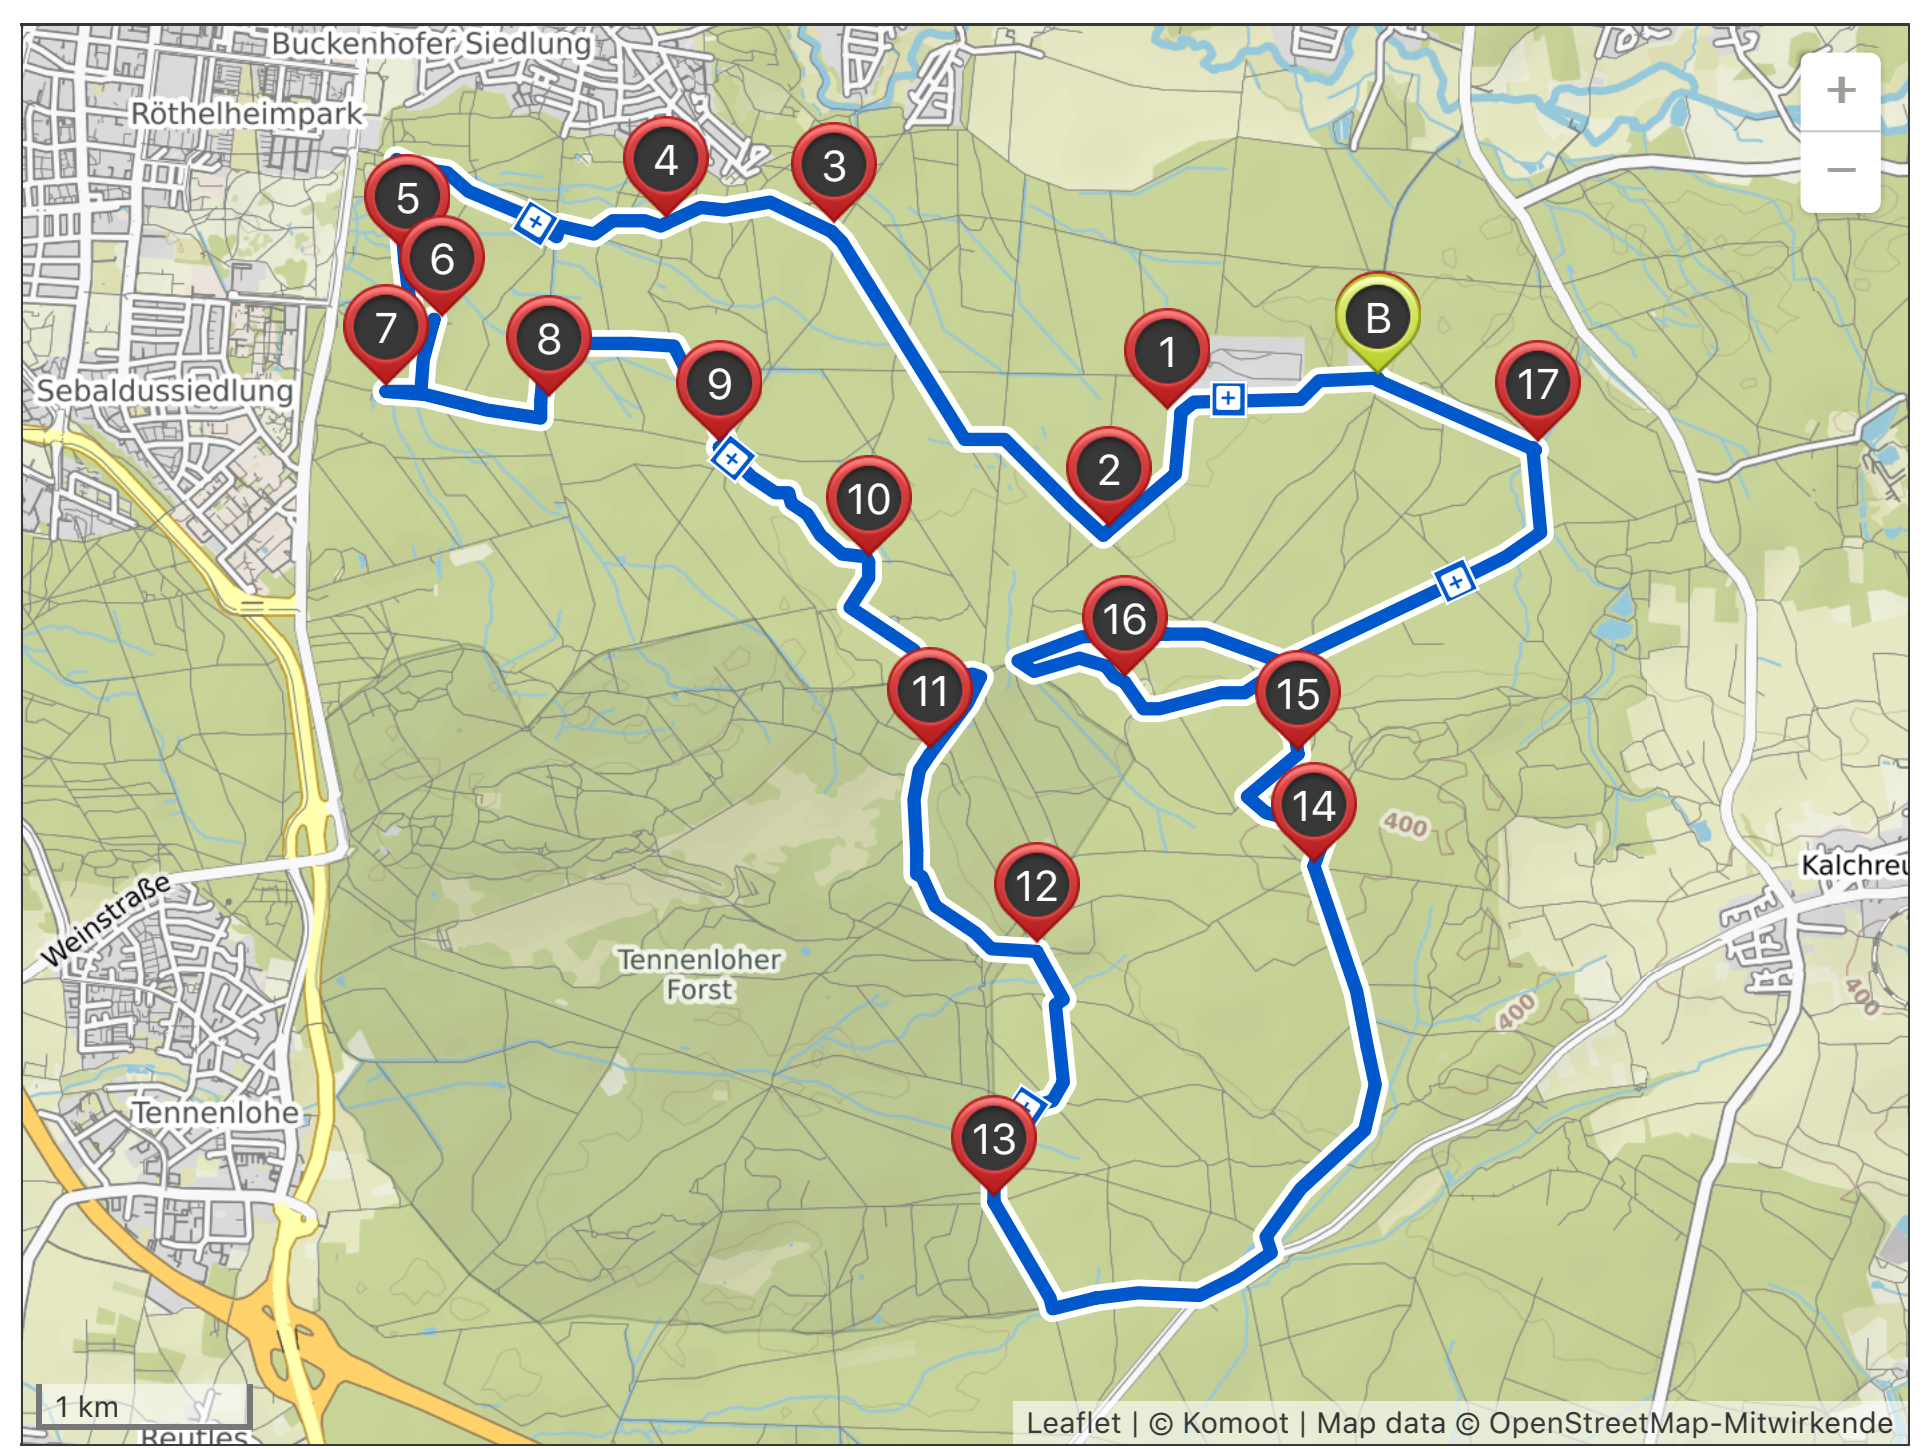 Buckenhofer Siedlung
Röthelheimpark
4
3
5
6
B
7
8
1
9
17
Sebaldussiedlung
2
10
16
11
15
14
400
12
Kalchreu
Weinstraße
Tennenloher
Forst
400
400
Tennenlohe
13
1 km
Reutles
+
−
Leaflet | © Komoot | Map data © OpenStreetMap-Mitwirkende